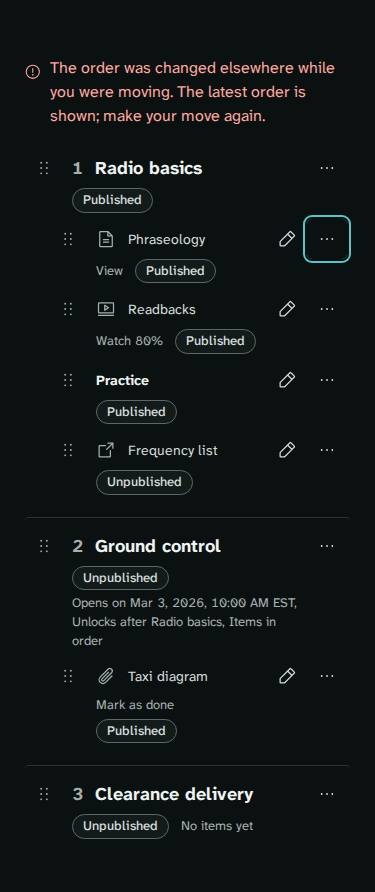 The order was changed elsewhere while
you were moving. The latest order is
shown; make your move again.
1 Radio basics
Published
Phraseology
View Published
Readbacks
Watch 80% Published
Practice
Published
Frequency list
Unpublished
2 Ground control
Unpublished
Opens on Mar 3, 2026, 10:00 AM EST,
Unlocks after Radio basics, Items in
order
Taxi diagram
Mark as done
Published
3 Clearance delivery
Unpublished No items yet